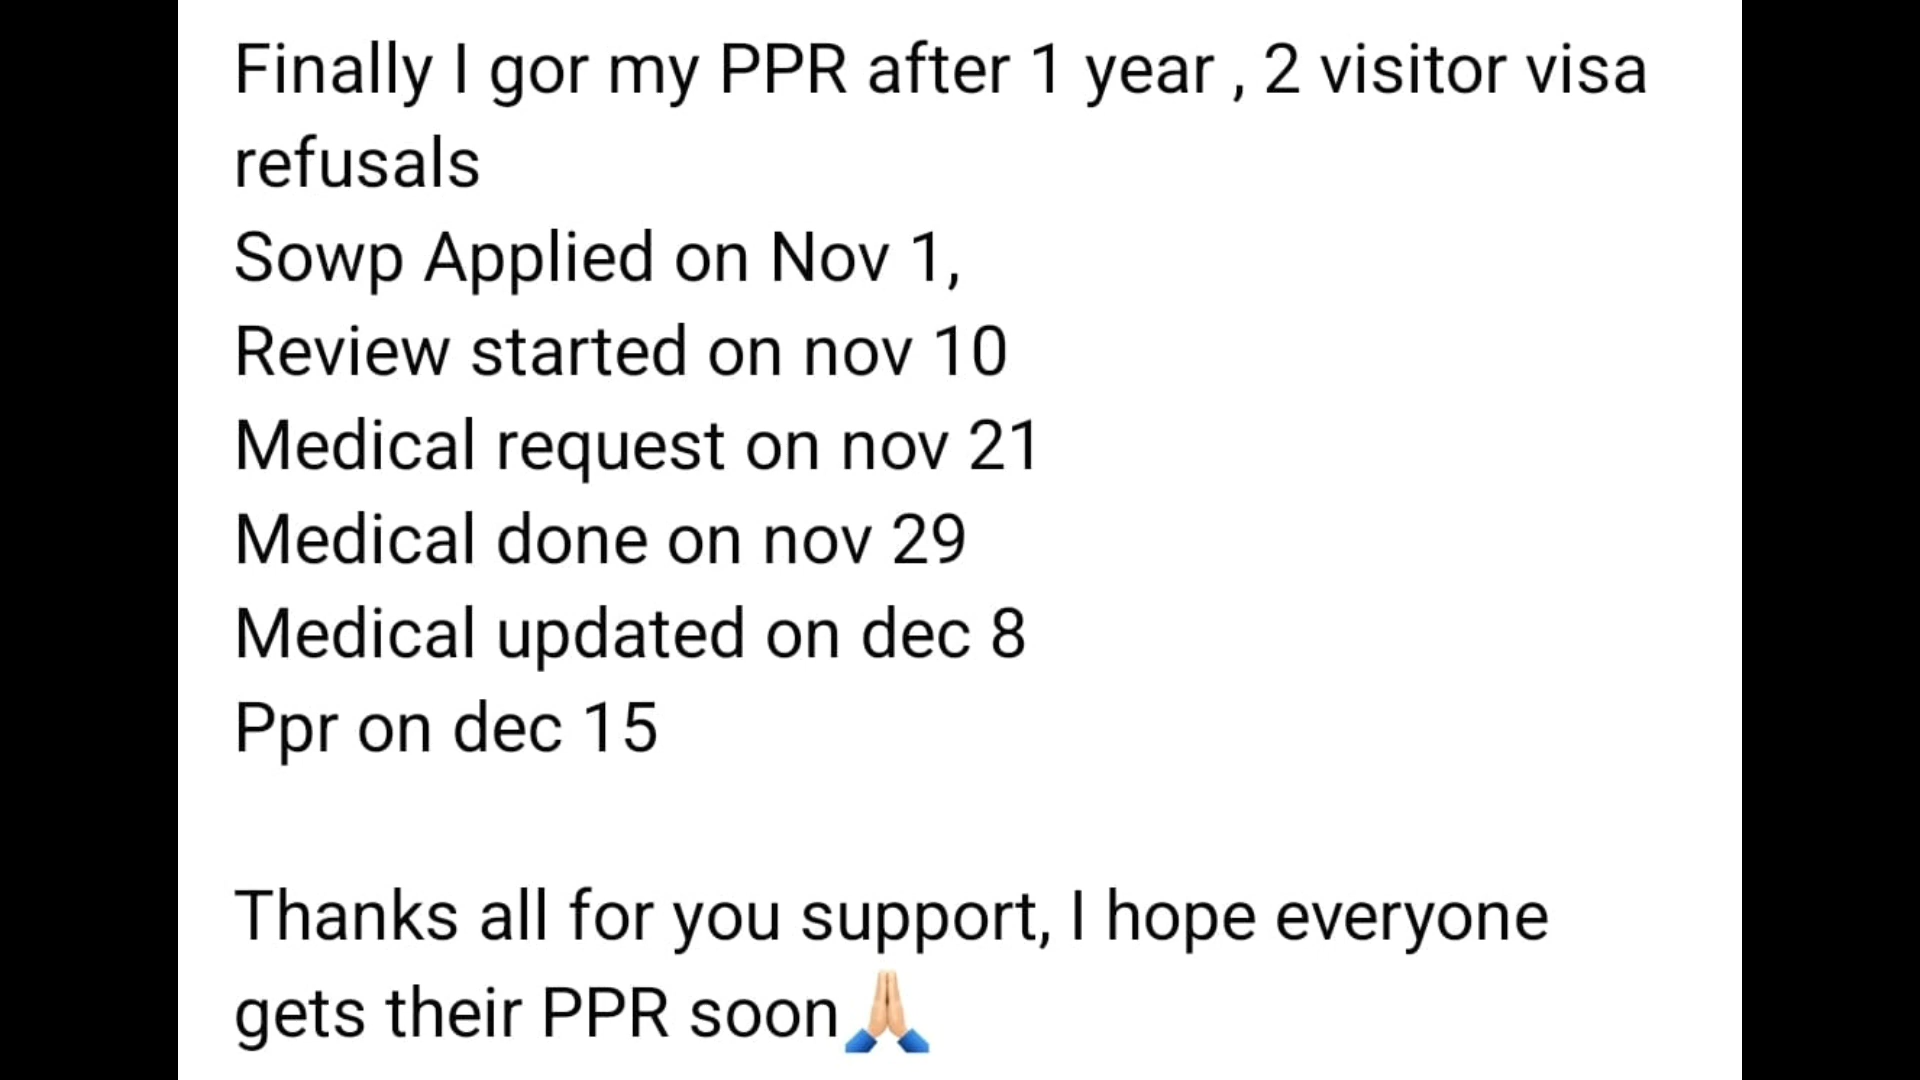 Finally I gor my PPR after 1 year , 2 visitor visa
refusals
Sowp Applied on Nov 1,
Review started on nov 10
Medical request on nov 21
Medical done on nov 29
Medical updated on dec 8
Ppr on dec 15
Thanks all for you support, I hope everyone
gets their PPR soon🙏🏻